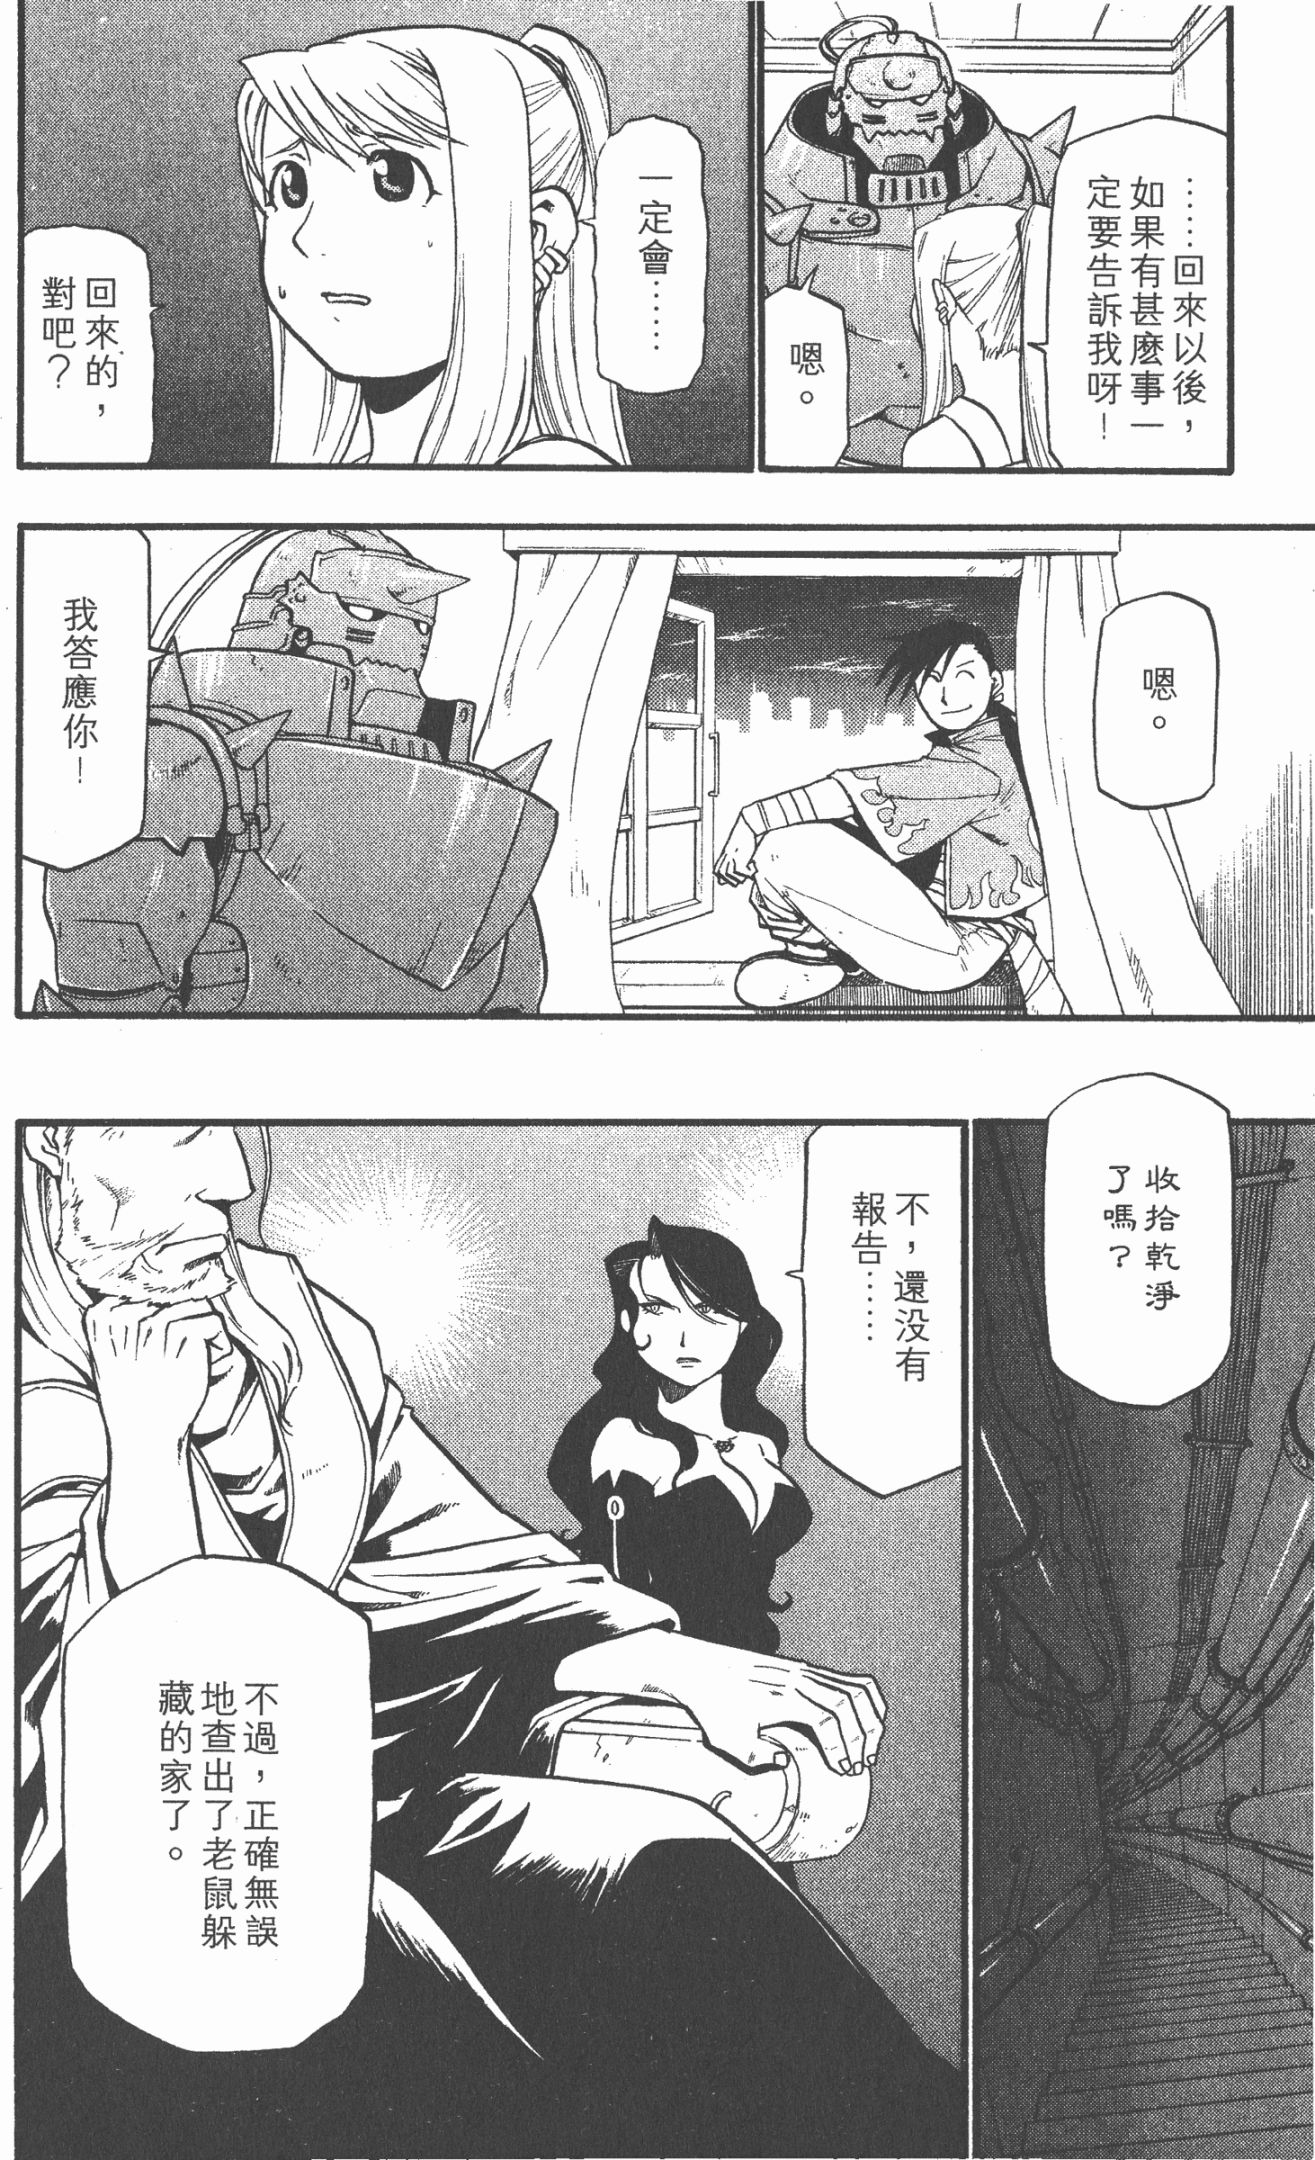 ……回來以後，
如果有甚麼事一
定要告訴我呀！
嗯。
一定會……
回來的，
對吧？
嗯。
我答應你！
收拾乾淨
了嗎？
不，還没有
報告……
不過，正確無誤
地查出了老鼠躲
藏的家了。